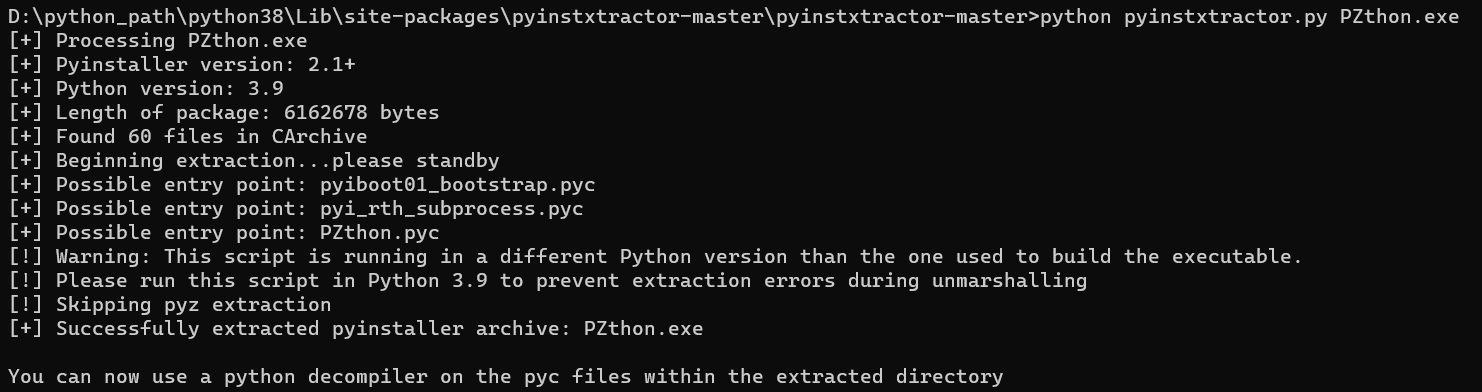 D:\python_path\python38\Lib\site-packages\pyinstxtractor-master\pyinstxtractor-master>python pyinstxtractor.py PZthon.exe
[+] Processing PZthon.exe
[+] Pyinstaller version: 2.1+
[+] Python version: 3.9
[+] Length of package: 6162678 bytes
[+] Found 60 files in CArchive
[+] Beginning extraction...please standby
[+] Possible entry point: pyiboot01_bootstrap.pyc
[+] Possible entry point: pyi_rth_subprocess.pyc
[+] Possible entry point: PZthon.pyc
[!] Warning: This script is running in a different Python version than the one used to build the executable.
[!] Please run this script in Python 3.9 to prevent extraction errors during unmarshalling
[!] Skipping pyz extraction
[+] Successfully extracted pyinstaller archive: PZthon.exe
You can now use a python decompiler on the pyc files within the extracted directory